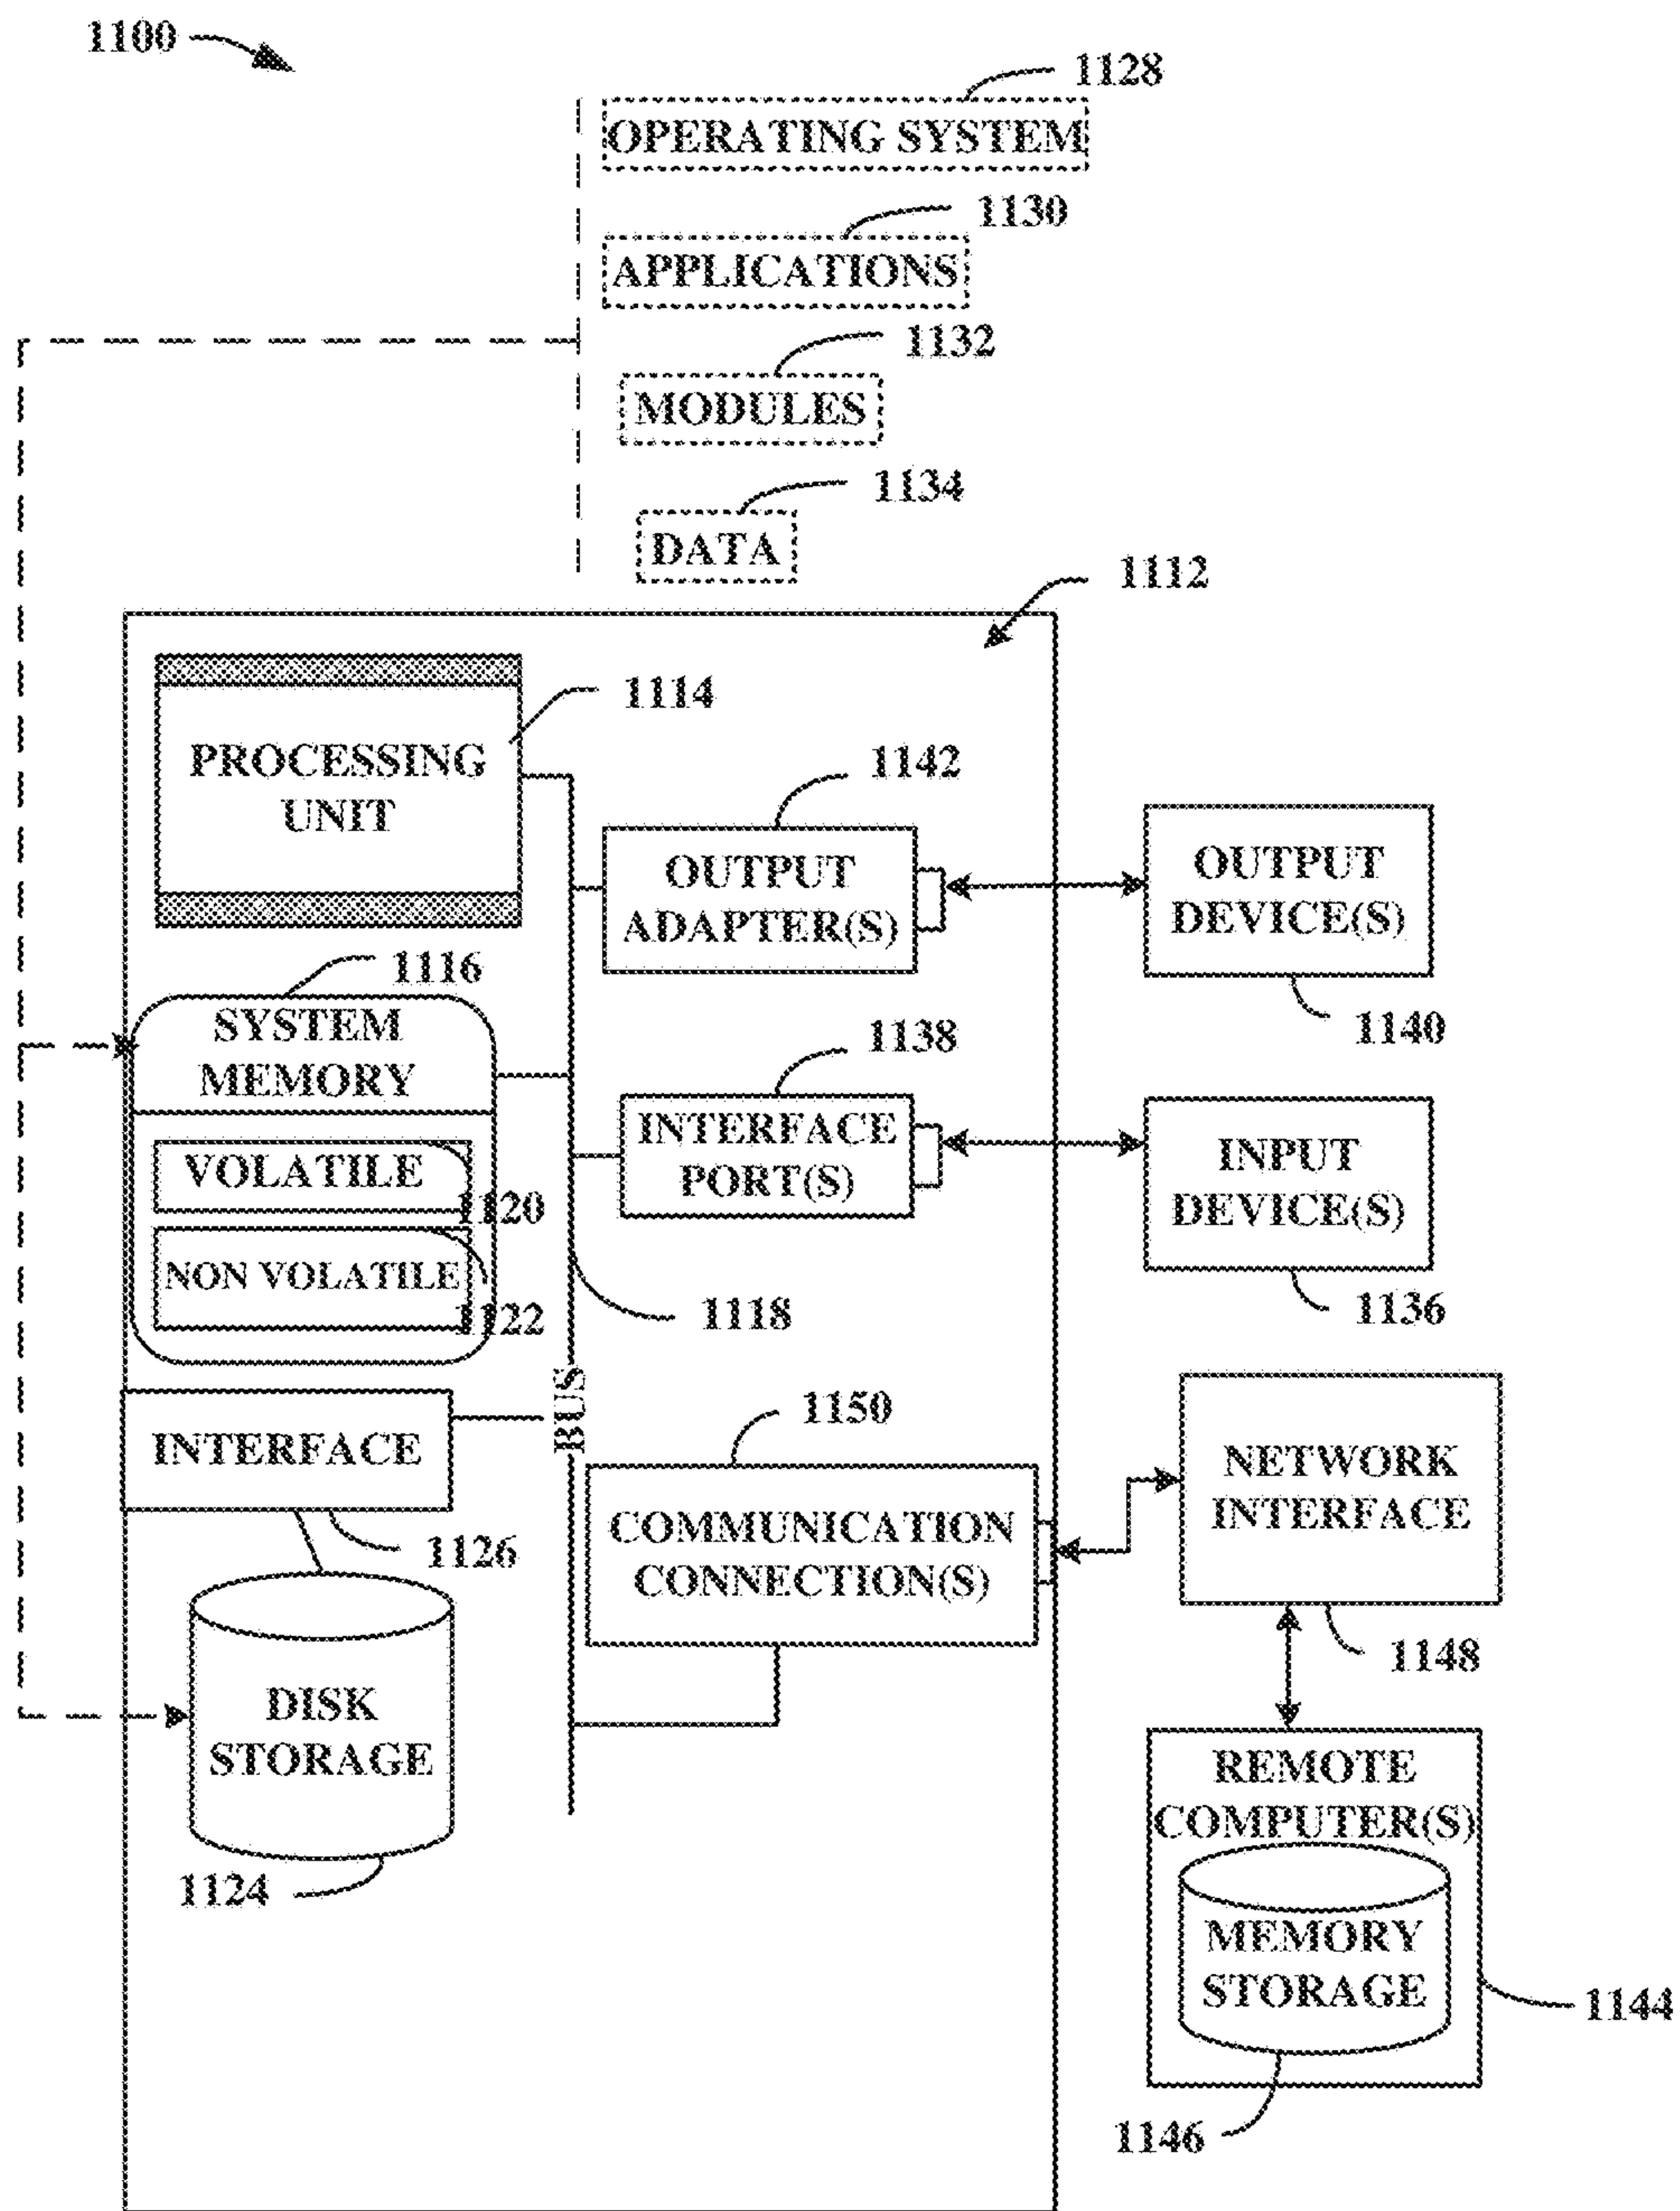 1100
1128
OPERATING SYSTEM
1130
APPLICATIONS
1132
MODULES
1134
DATA
1112
PROCESSING
UNIT
1114
1142
OUTPUT
ADAPTER(S)
OUTPUT
DEVICE(S)
1140
1116
SYSTEM
MEMORY
VOLATILE
1120
NON VOLATILE
1122
1138
INTERFACE
PORT(S)
INPUT
DEVICE(S)
1136
1118
BUS
INTERFACE
1126
1150
COMMUNICATION
CONNECTION(S)
NETWORK
INTERFACE
1148
DISK
STORAGE
1124
REMOTE
COMPUTER(S)
MEMORY
STORAGE
1144
1146